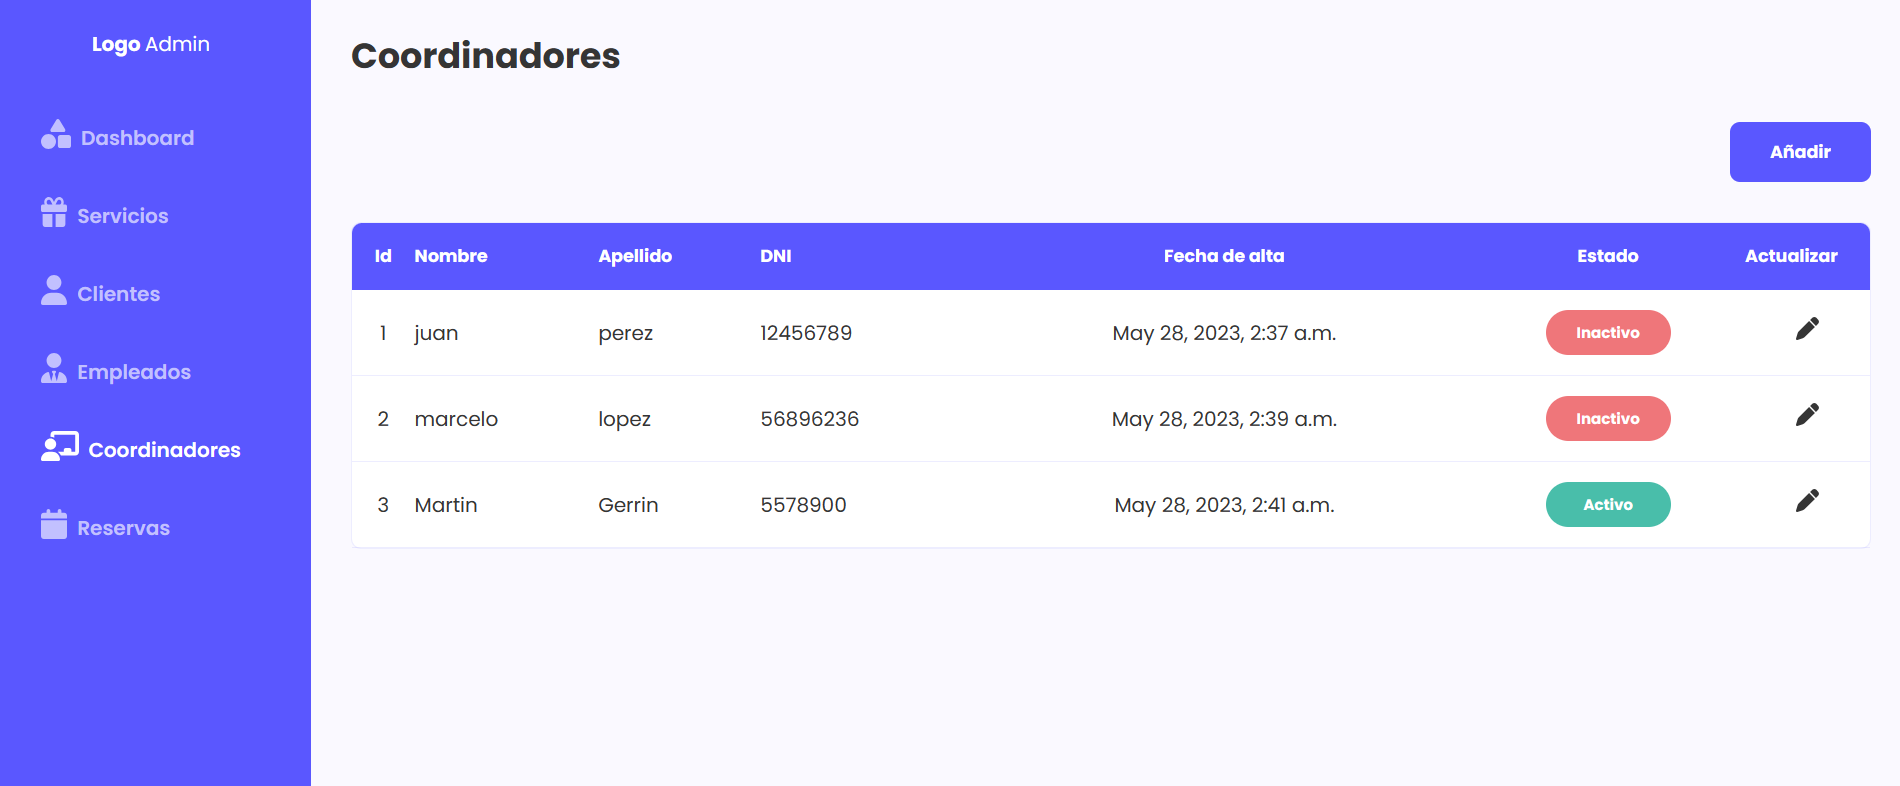 Logo Admin
Dashboard
Servicios
Clientes
Empleados
Coordinadores
Reservas
Coordinadores
Añadir
Id Nombre Apellido DNI Fecha de alta Estado Actualizar
1 juan perez 12456789 May 28, 2023, 2:37 a.m. Inactivo
2 marcelo lopez 56896236 May 28, 2023, 2:39 a.m. Inactivo
3 Martin Gerrin 5578900 May 28, 2023, 2:41 a.m. Activo